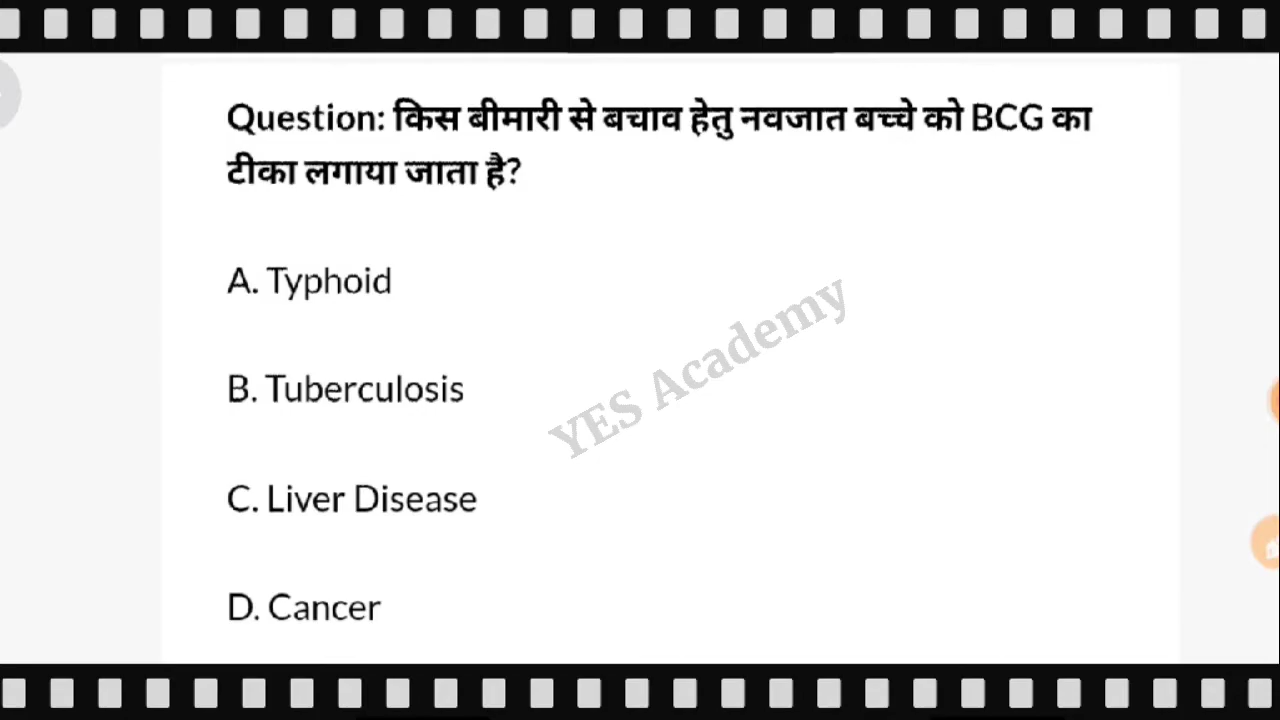 Question: किस बीमारी से बचाव हेतु नवजात बच्चे को BCG का
टीका लगाया जाता है?
A. Typhoid
YES Academy
B. Tuberculosis
C. Liver Disease
D. Cancer